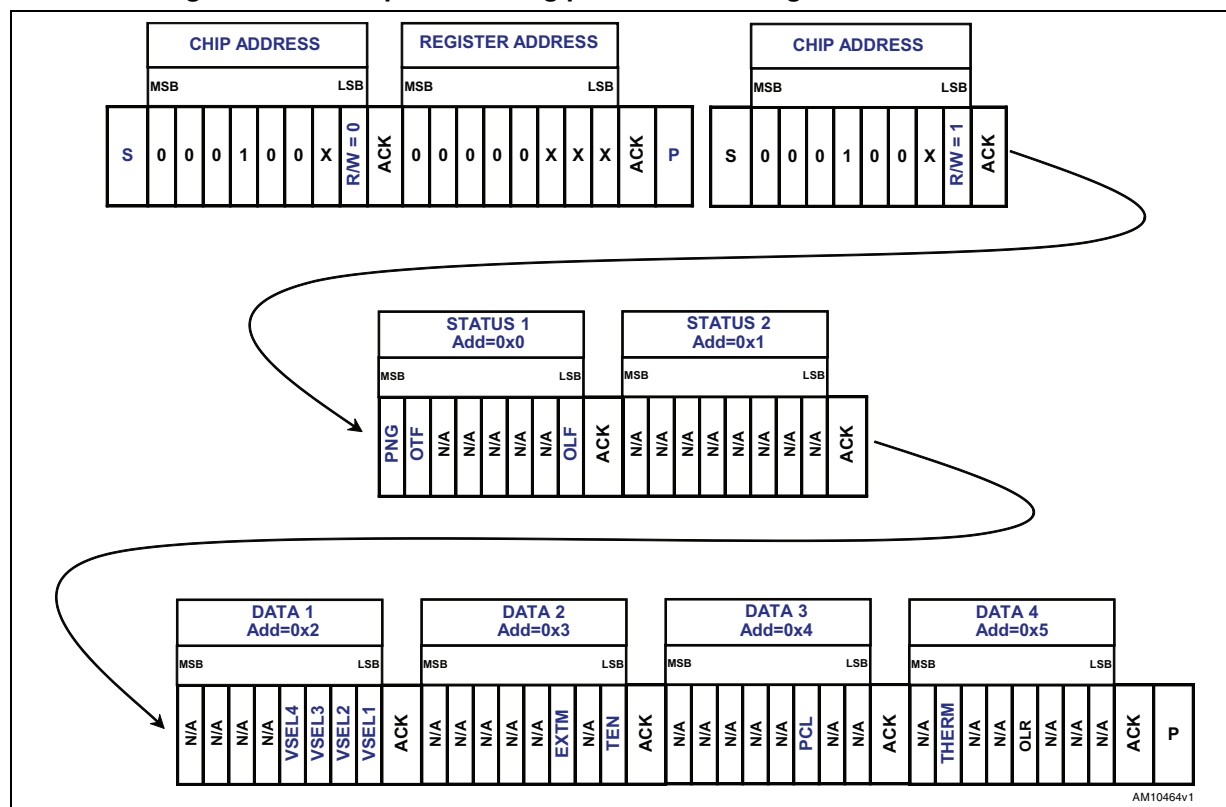 CHIP ADDRESS REGISTER ADDRESS CHIP ADDRESS
MSB LSB MSB LSB MSB LSB
S 0 0 0 1 0 0 X R/W = 0 ACK 0 0 0 0 0 X X X ACK P S 0 0 0 1 0 0 X R/W = 1 ACK
STATUS 1 STATUS 2
Add=0x0 Add=0x1
MSB LSB MSB LSB
PNG OTF N/A N/A N/A N/A N/A OLF ACK N/A N/A N/A N/A N/A N/A N/A N/A ACK
DATA 1 DATA 2 DATA 3 DATA 4
Add=0x2 Add=0x3 Add=0x4 Add=0x5
MSB LSB MSB LSB MSB LSB MSB LSB
N/A N/A N/A N/A VSEL4 VSEL3 VSEL2 VSEL1 ACK N/A N/A N/A N/A N/A EXTM N/A TEN ACK N/A N/A N/A N/A N/A PCL N/A N/A ACK N/A THERM N/A N/A OLR N/A N/A N/A ACK P
AM10464v1